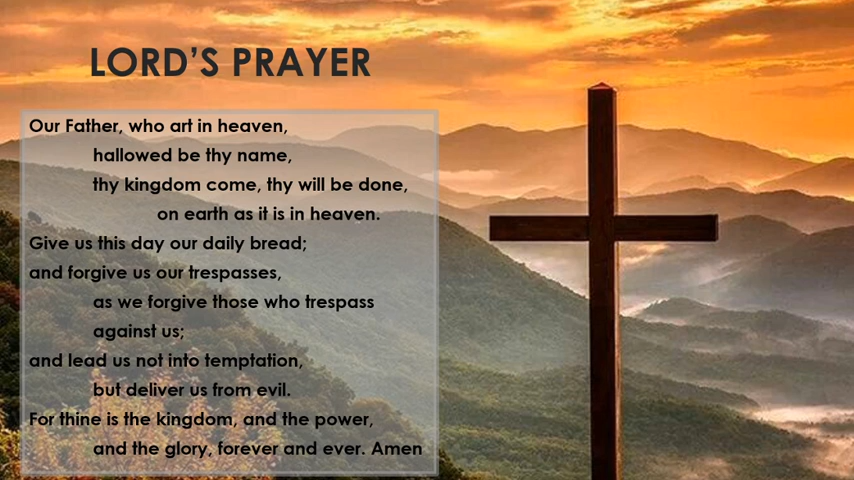 LORD’S PRAYER
Our Father, who art in heaven,
hallowed be thy name,
thy kingdom come, thy will be done,
on earth as it is in heaven.
Give us this day our daily bread;
and forgive us our trespasses,
as we forgive those who trespass
against us;
and lead us not into temptation,
but deliver us from evil.
For thine is the kingdom, and the power,
and the glory, forever and ever. Amen